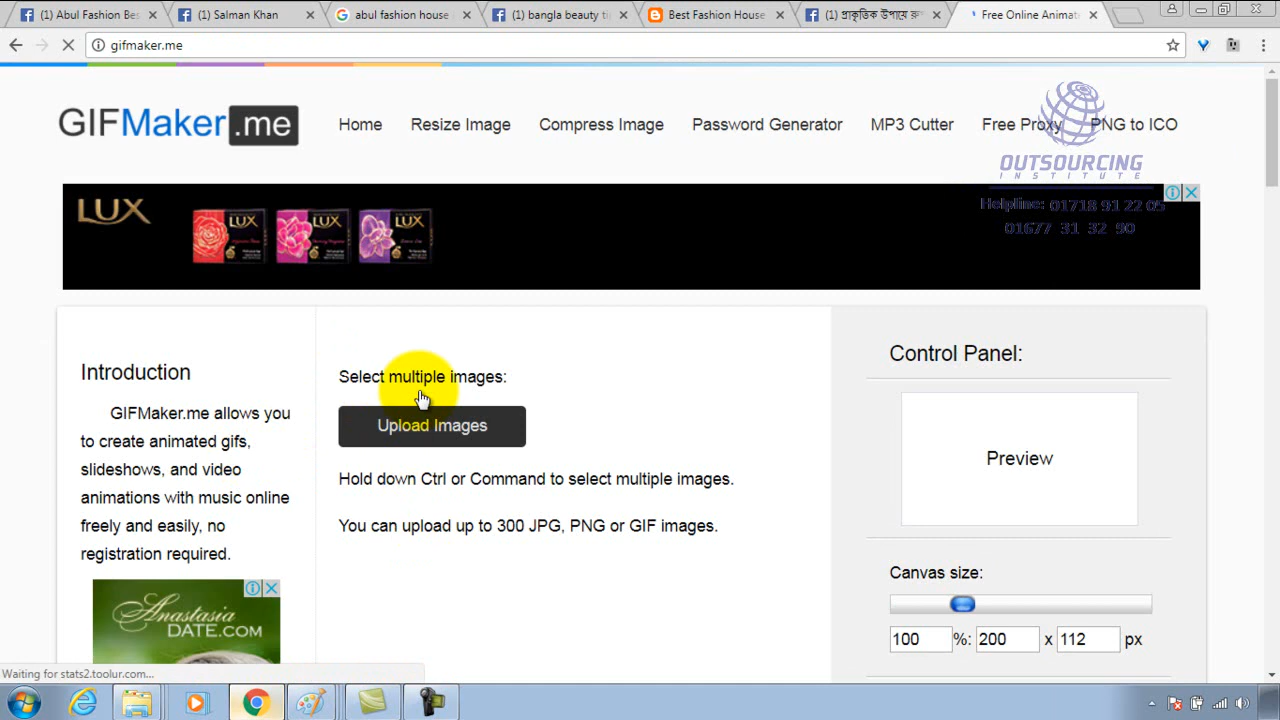 (1) Abul Fashion Bes
(1) Salman Khan
abul fashion house
(1) bangla beauty ti
Best Fashion House
(1) প্রাকৃতিক উপায়ে
Free Online Animat
gifmaker.me
GIFMaker.me
Home
Resize Image
Compress Image
Password Generator
MP3 Cutter
Free Proxy
PNG to ICO
OUTSOURCING
INSTITUTE
Helpline: 01718 91 22 05
01677 31 32 90
LUX
LUX
LUX
LUX
Introduction
GIFMaker.me allows you
to create animated gifs,
slideshows, and video
animations with music online
freely and easily, no
registration required.
Anastasia
DATE.COM
Select multiple images:
Upload Images
Hold down Ctrl or Command to select multiple images.
You can upload up to 300 JPG, PNG or GIF images.
Control Panel:
Preview
Canvas size:
100 %: 200 x 112 px
Waiting for stats2.toolur.com...